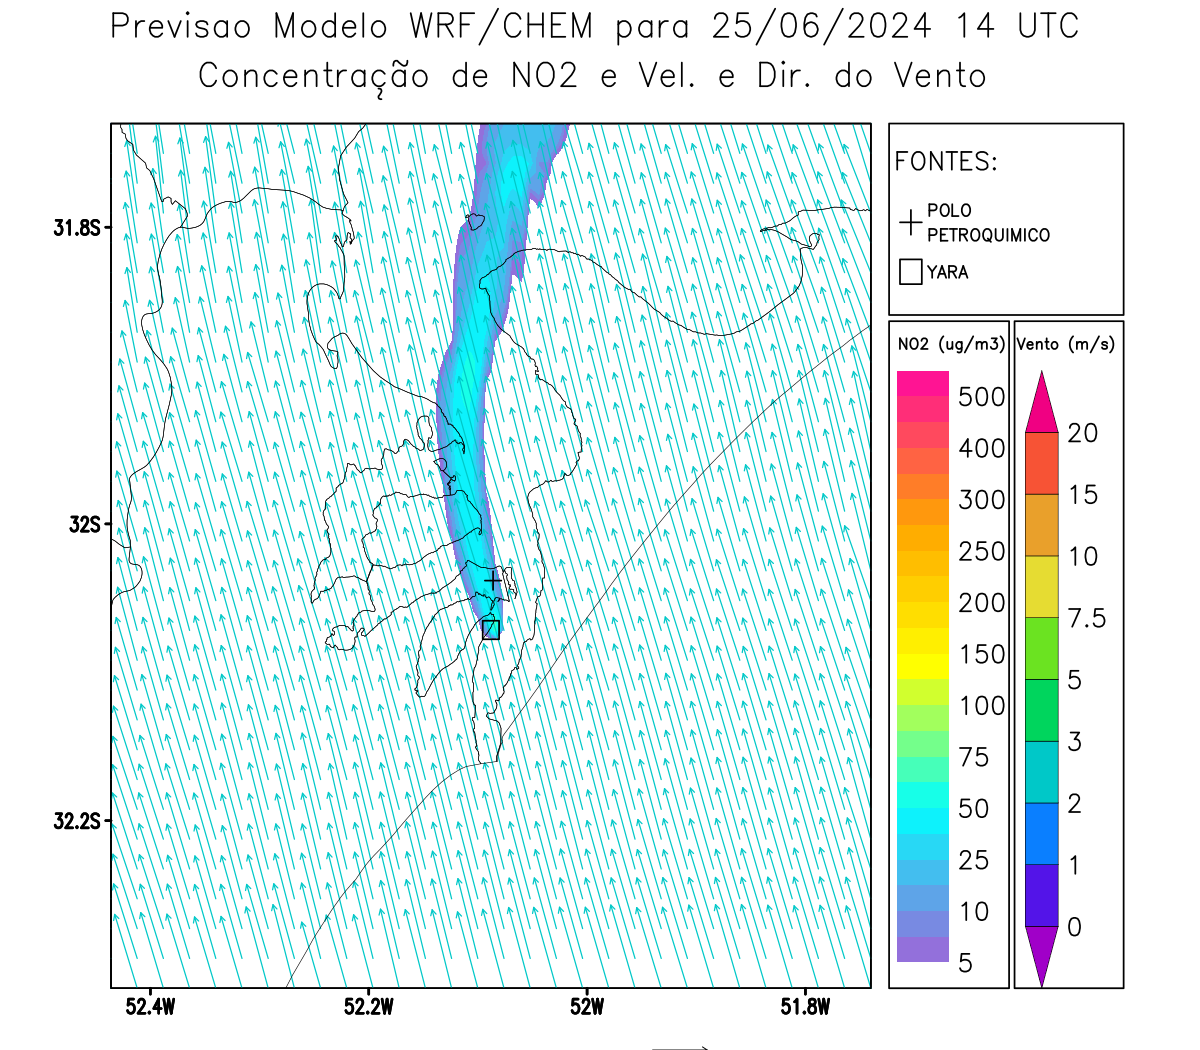 Previsao Modelo WRF/CHEM para 25/06/2024 14 UTC
Concentração de NO2 e Vel. e Dir. do Vento
FONTES:
POLO
PETROQUIMICO
YARA
NO2 (ug/m3)
500
400
300
250
200
150
100
75
50
25
10
5
Vento (m/s)
20
15
10
7.5
5
3
2
1
0
31.8S
32S
32.2S
52.4W
52.2W
52W
51.8W